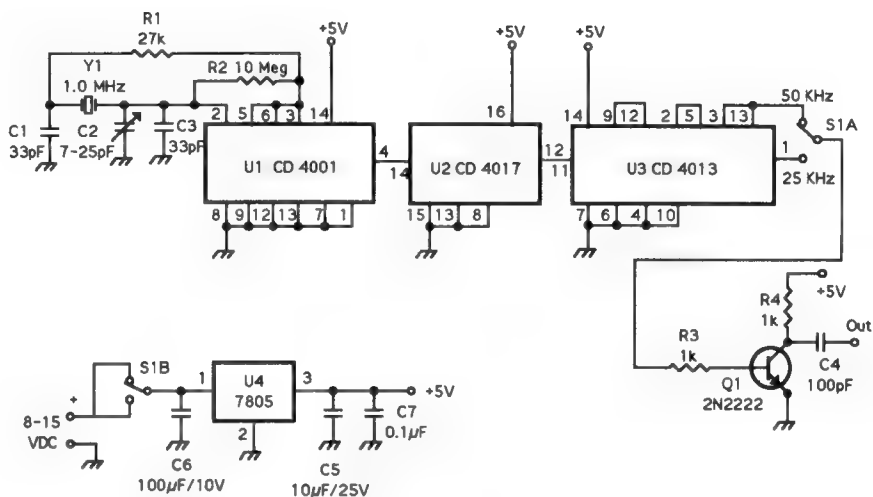 R1
27k
Y1
1.0 MHz
R2 10 Meg
+5V
+5V
+5V
C1
33pF
C2
7-25pF
C3
33pF
2
5
6
3
14
U1 CD 4001
4
8
9
12
13
7
1
16
14
U2 CD 4017
12
15
13
8
14
9
12
2
5
3
13
11
U3 CD 4013
1
7
6
4
10
50 KHz
S1A
25 KHz
R4
1k
+5V
R3
1k
Out
C4
100pF
Q1
2N2222
S1B
+
8-15
VDC
1
U4
7805
3
2
+5V
C6
100µF/10V
C5
10µF/25V
C7
0.1µF